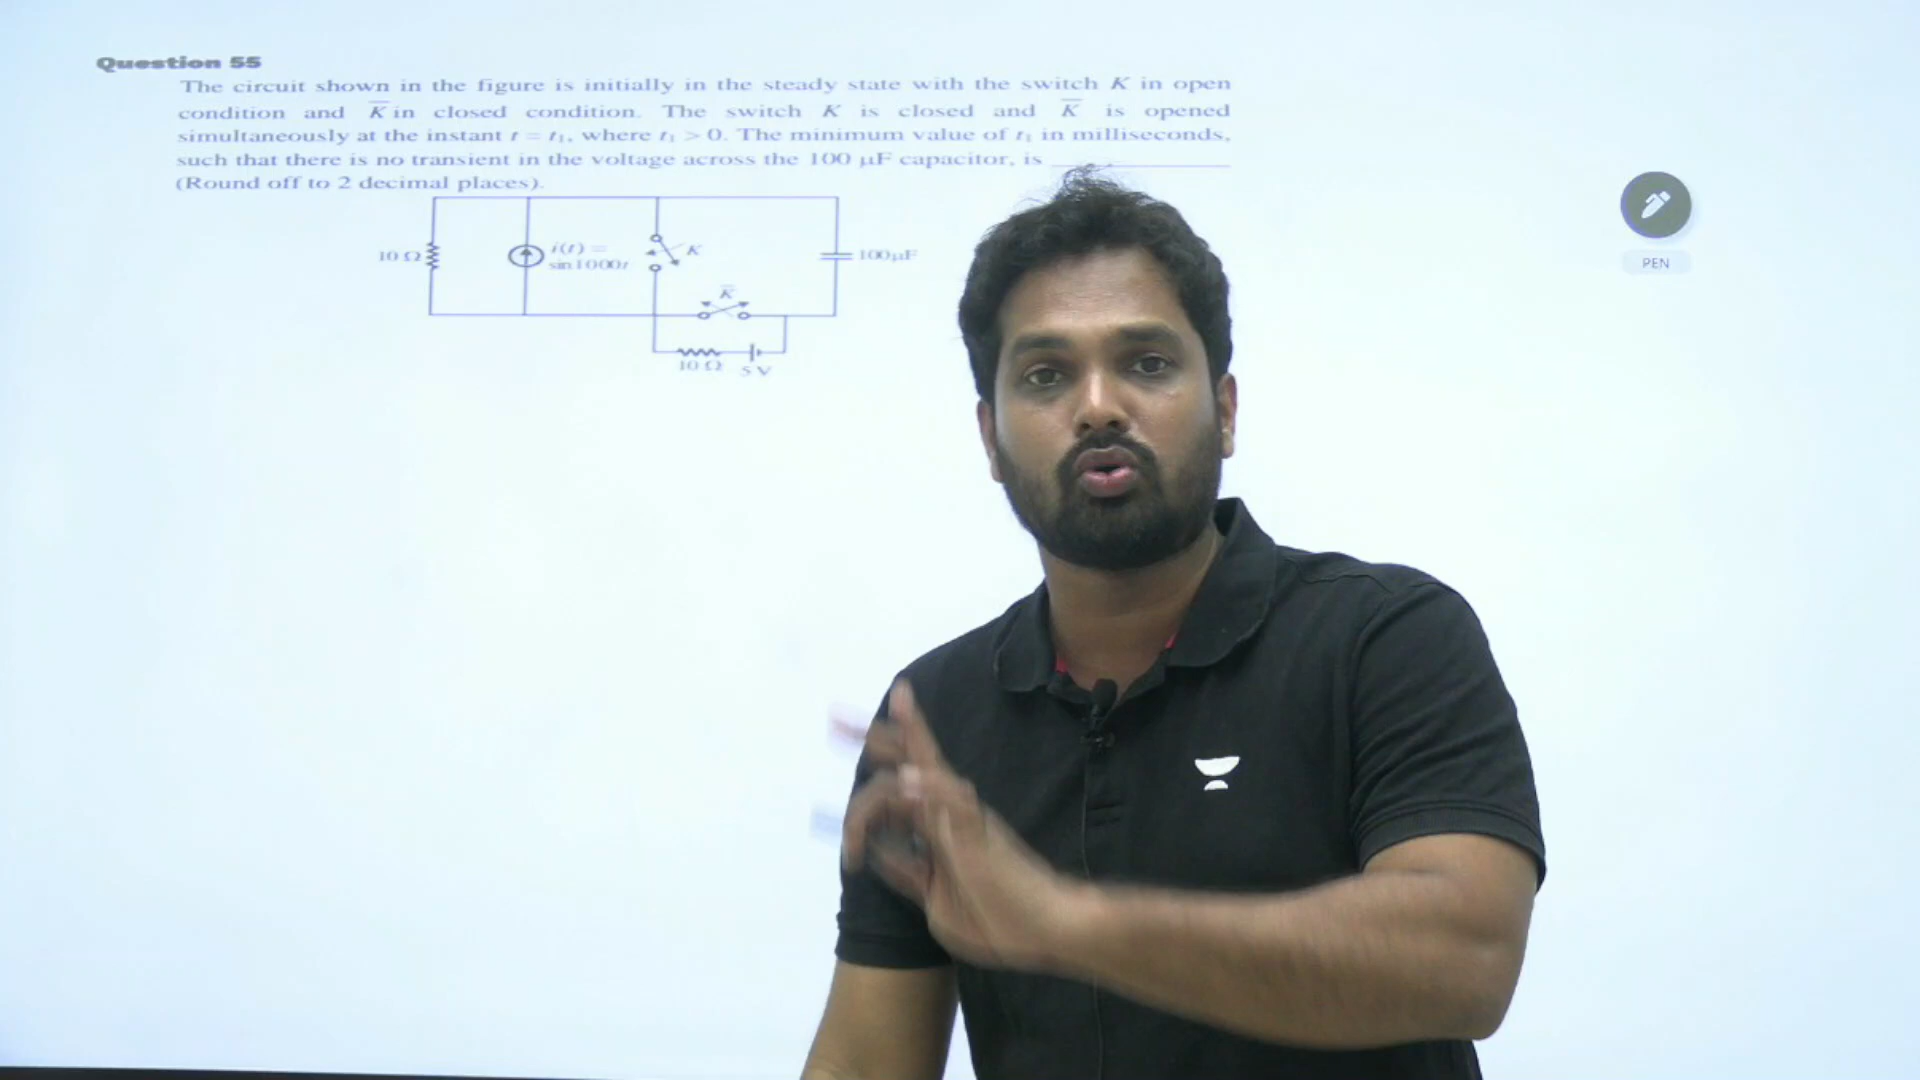 Question 55
The circuit shown in the figure is initially in the steady state with the switch K in open
condition and K̅ in closed condition. The switch K is closed and K̅ is opened
simultaneously at the instant t = t₁, where t₁ > 0. The minimum value of t₁ in milliseconds,
such that there is no transient in the voltage across the 100 μF capacitor, is
(Round off to 2 decimal places).
10 Ω
i(t) =
sin1000t
K
100μF
K̅
10 Ω
5 V
PEN